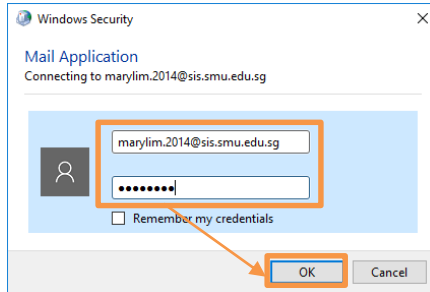 Windows Security
Mail Application
Connecting to marylim.2014@sis.smu.edu.sg
marylim.2014@sis.smu.edu.sg
●●●●●●●●
Remember my credentials
OK Cancel